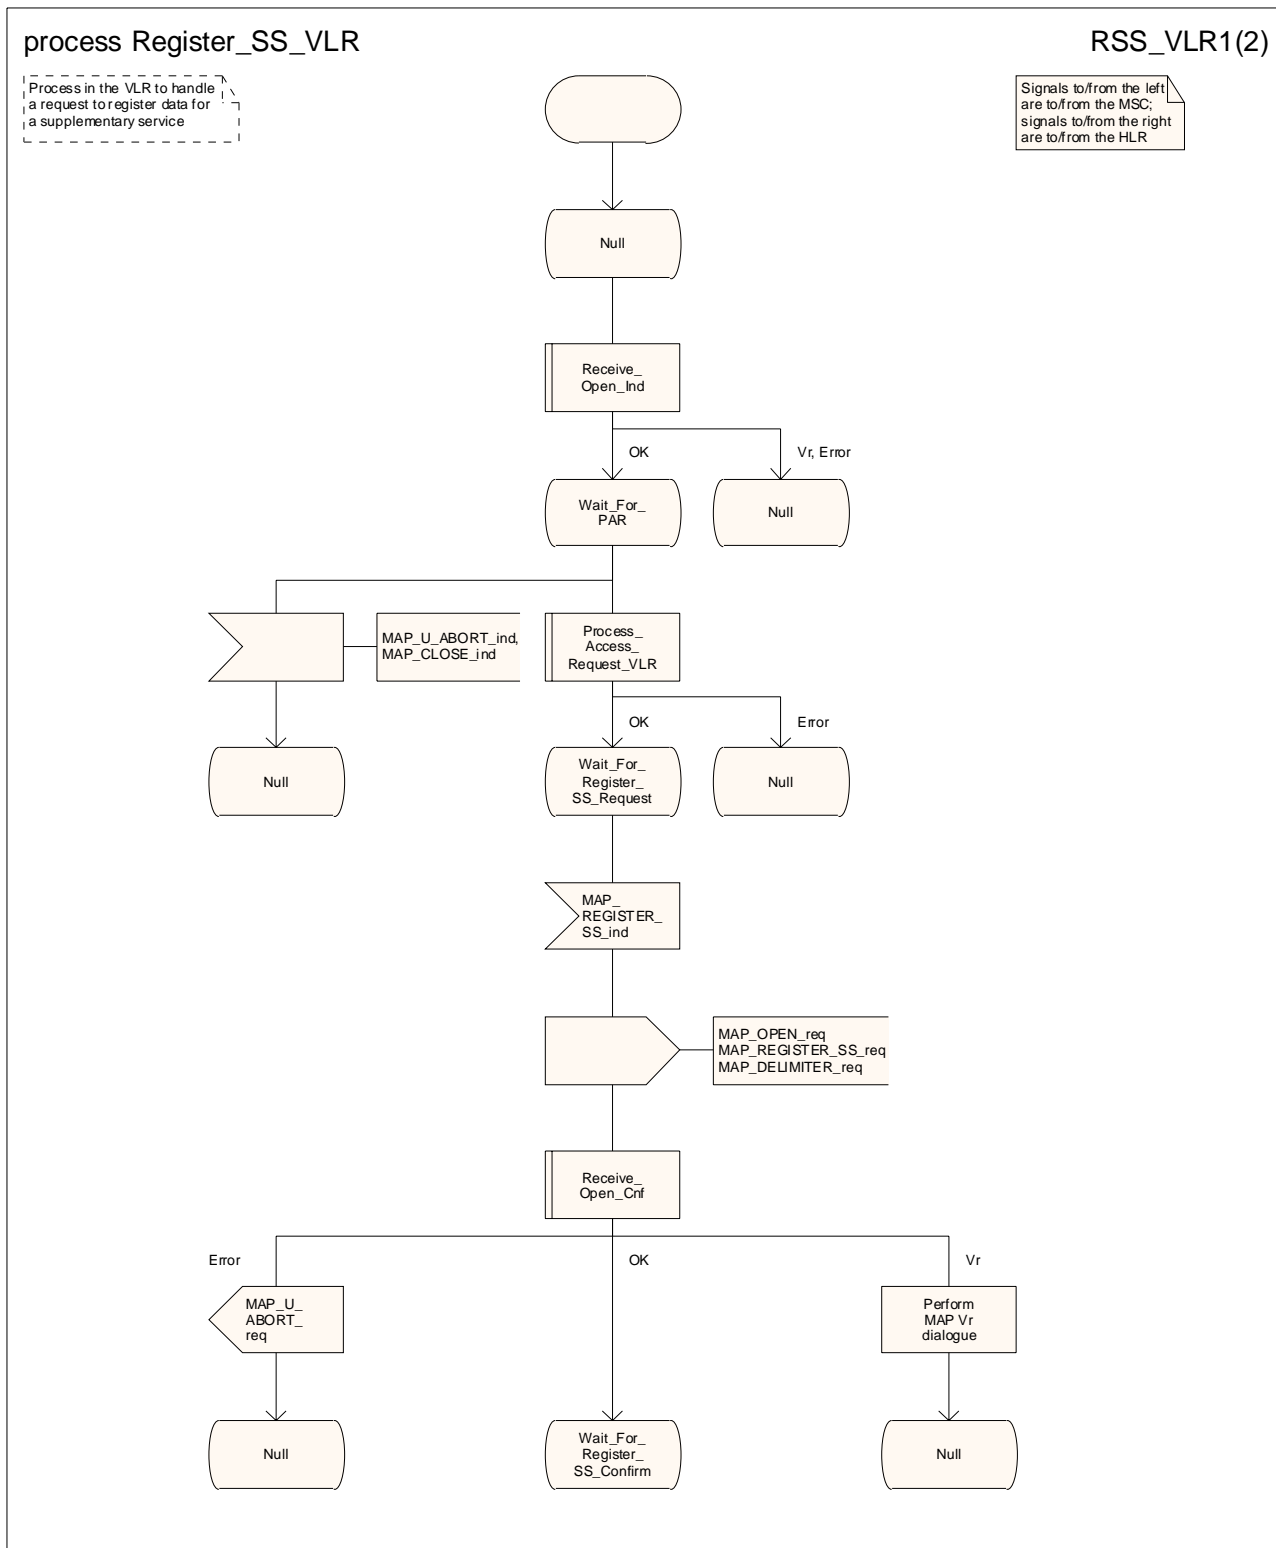 process Register_SS_VLR
RSS_VLR1(2)
Process in the VLR to handle
a request to register data for
a supplementary service
Signals to/from the left
are to/from the MSC;
signals to/from the right
are to/from the HLR
Null
Receive_
Open_Ind
OK
Vr, Error
Wait_For_
PAR
Null
MAP_U_ABORT_ind,
MAP_CLOSE_ind
Process_
Access_
Request_VLR
OK
Error
Null
Wait_For_
Register_
SS_Request
Null
MAP_
REGISTER_
SS_ind
MAP_OPEN_req
MAP_REGISTER_SS_req
MAP_DELIMITER_req
Receive_
Open_Cnf
Error
OK
Vr
MAP_U_
ABORT_
req
Perform
MAP Vr
dialogue
Null
Wait_For_
Register_
SS_Confirm
Null